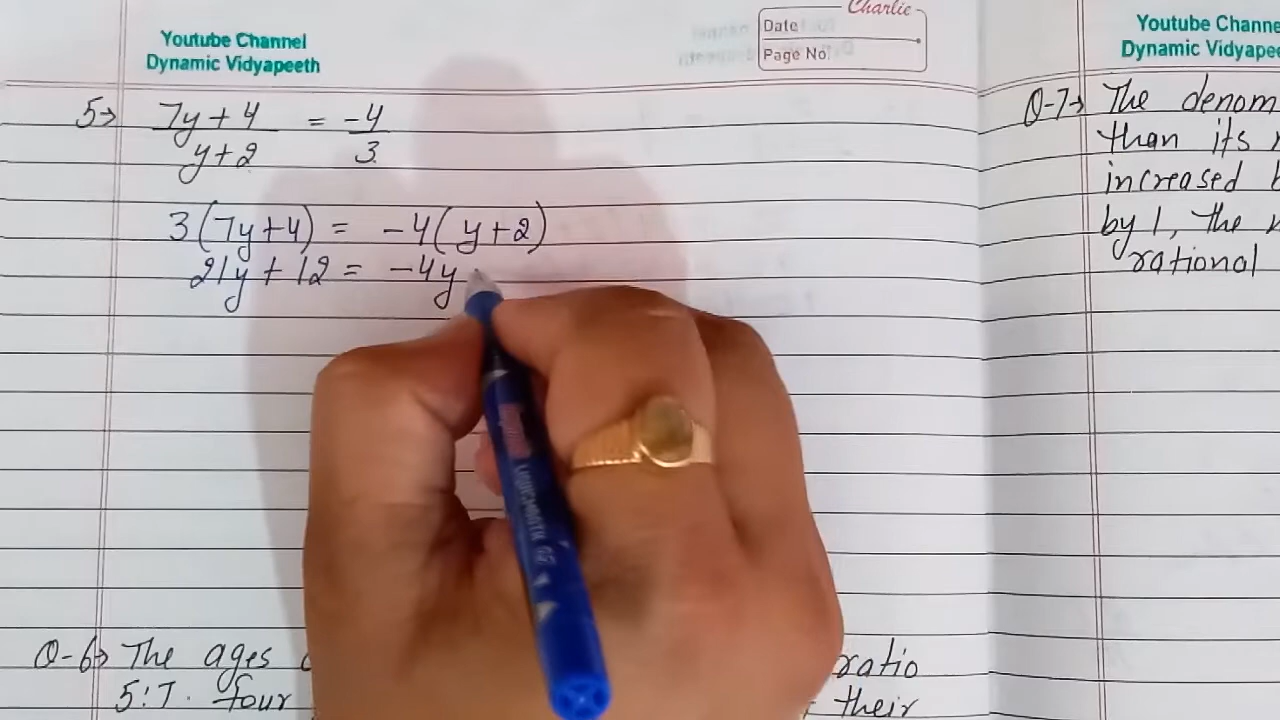 Charlie
Youtube Channel
Dynamic Vidyapeeth
Date
Page No.
5→ 7y+4 = -4
y+2 3
3(7y+4) = -4(y+2)
21y + 12 = -4y
Q-6→ The ages ratio
5:7. four their
Youtube Channe
Dynamic Vidyapee
Q-7→ The denom
than its
increased
by 1, the
rational